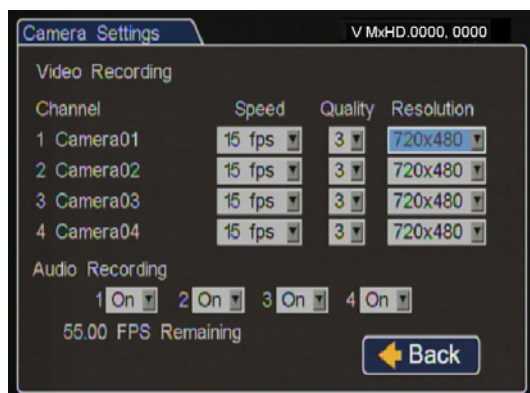 Camera Settings V MxHD.0000, 0000
Video Recording
Channel Speed Quality Resolution
1 Camera01 15 fps 3 720x480
2 Camera02 15 fps 3 720x480
3 Camera03 15 fps 3 720x480
4 Camera04 15 fps 3 720x480
Audio Recording
1 On 2 On 3 On 4 On
55.00 FPS Remaining
Back